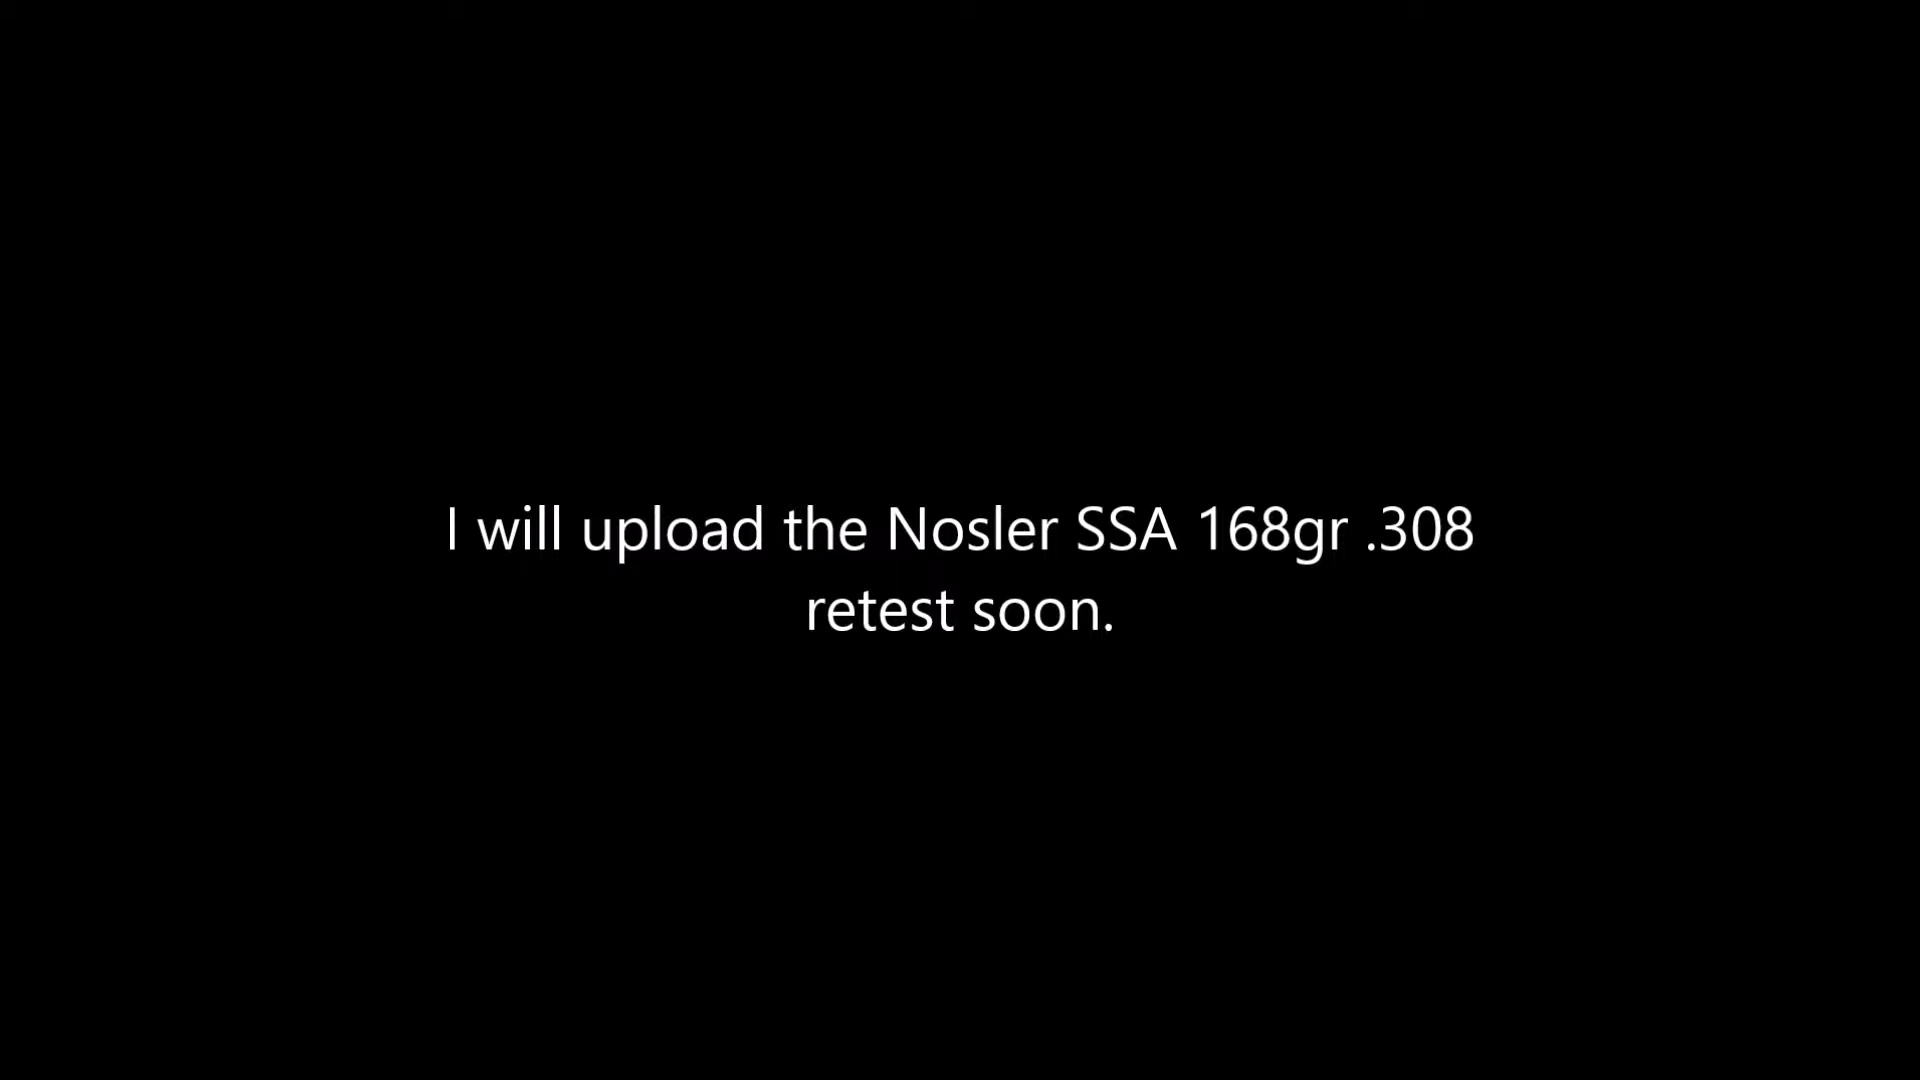 I will upload the Nosler SSA 168gr .308
retest soon.